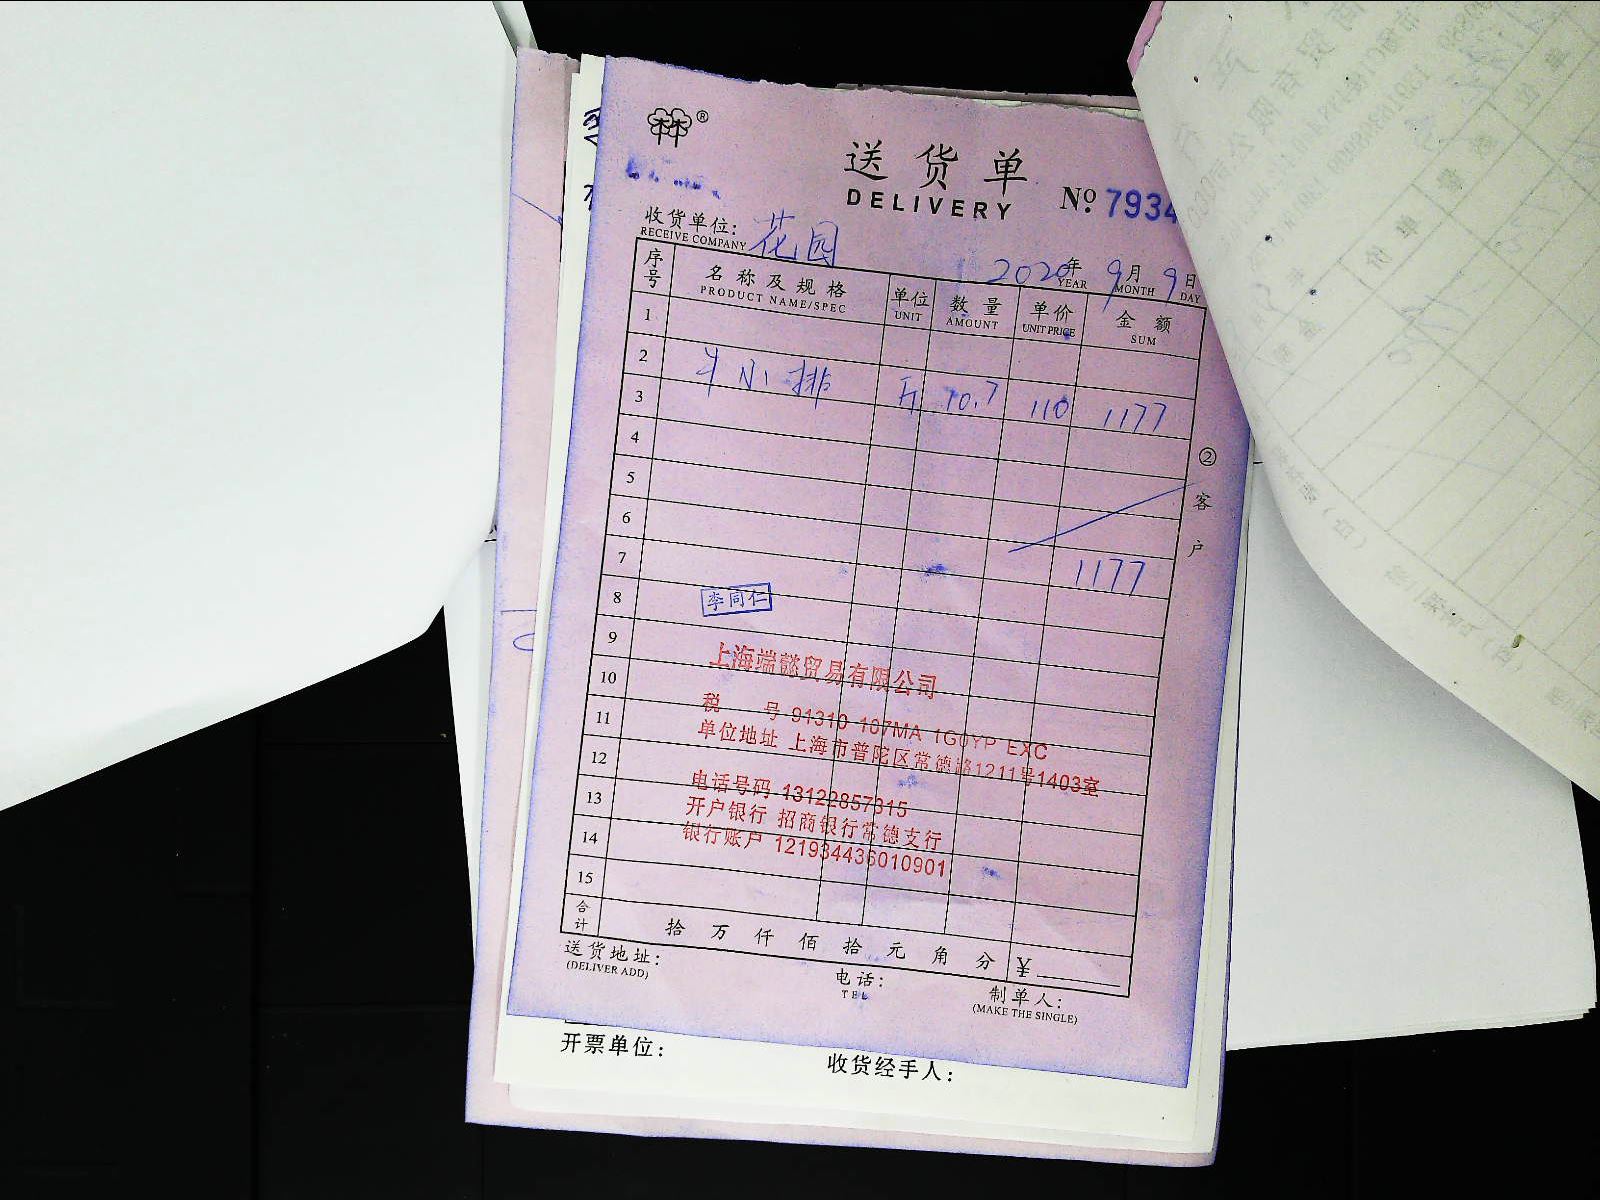 送货单
DELIVERY
No. 7934
收货单位: 花园
RECEIVE COMPANY
2020年 9月 9日
YEAR MONTH DAY
序号 名称及规格 单位 数量 单价 金额
PRODUCT NAME/SPEC UNIT AMOUNT UNIT PRICE SUM
1
2
牛小排 斤 10.7 110 1177
3
4
5
6
7
1177
8
李同仁
9
上海端懿贸易有限公司
10
税 号 91310 107MA 1G0YP EXC
11
单位地址 上海市普陀区常德路1211号1403室
12
电话号码 13122857315
13
开户银行 招商银行常德支行
14
银行账户 121934436010901
15
合计 拾 万 仟 佰 拾 元 角 分 ¥
② 客户
送货地址:
(DELIVER ADD)
电话:
TEL
制单人:
(MAKE THE SINGLE)
开票单位:
收货经手人: